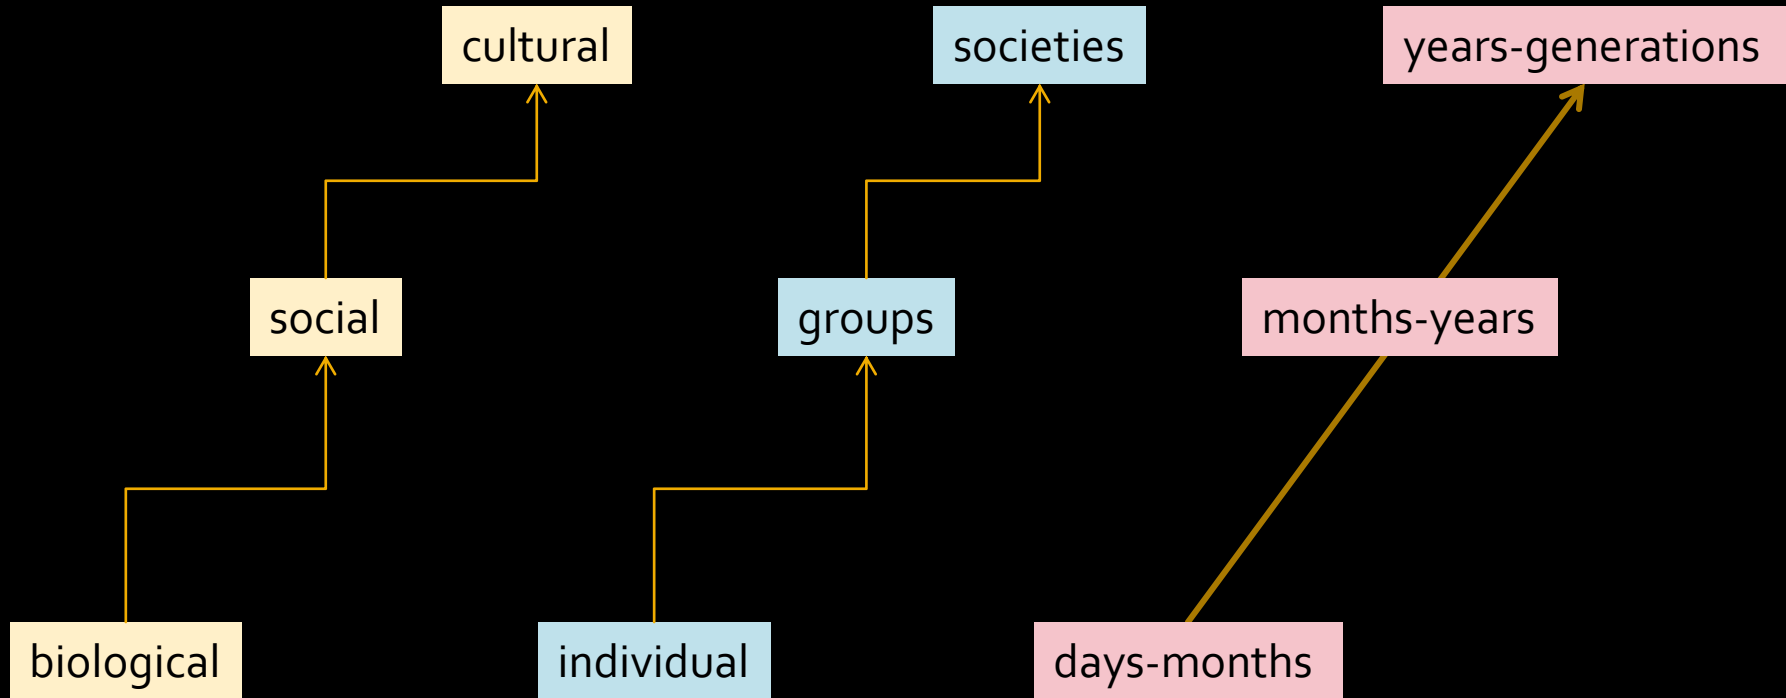 cultural
societies
years-generations
social
groups
months-years
biological
individual
days-months